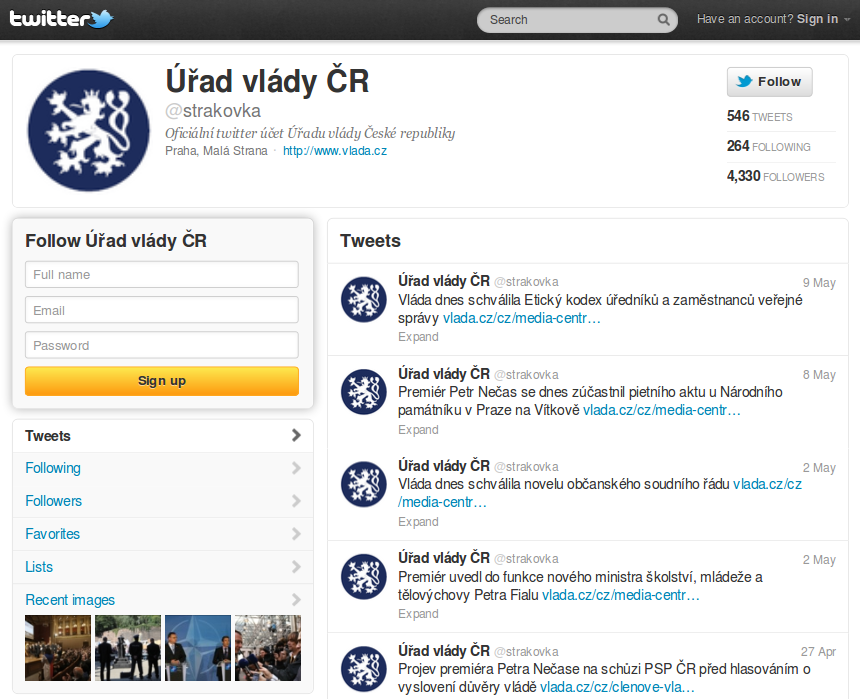 twitter
Search
Have an account? Sign in
Úřad vlády ČR
@strakovka
Oficiální twitter účet Úřadu vlády České republiky
Praha, Malá Strana · http://www.vlada.cz
Follow
546 TWEETS
264 FOLLOWING
4,330 FOLLOWERS
Follow Úřad vlády ČR
Full name
Email
Password
Sign up
Tweets
Following
Followers
Favorites
Lists
Recent images
Tweets
Úřad vlády ČR @strakovka 9 May
Vláda dnes schválila Etický kodex úředníků a zaměstnanců veřejné
správy vlada.cz/cz/media-centr…
Expand
Úřad vlády ČR @strakovka 8 May
Premiér Petr Nečas se dnes zúčastnil pietního aktu u Národního
památníku v Praze na Vítkově vlada.cz/cz/media-centr…
Expand
Úřad vlády ČR @strakovka 2 May
Vláda dnes schválila novelu občanského soudního řádu vlada.cz/cz
/media-centr…
Expand
Úřad vlády ČR @strakovka 2 May
Premiér uvedl do funkce nového ministra školství, mládeže a
tělovýchovy Petra Fialu vlada.cz/cz/media-centr…
Expand
Úřad vlády ČR @strakovka 27 Apr
Projev premiéra Petra Nečase na schůzi PSP ČR před hlasováním o
vyslovení důvěry vládě vlada.cz/cz/clenove-vla…